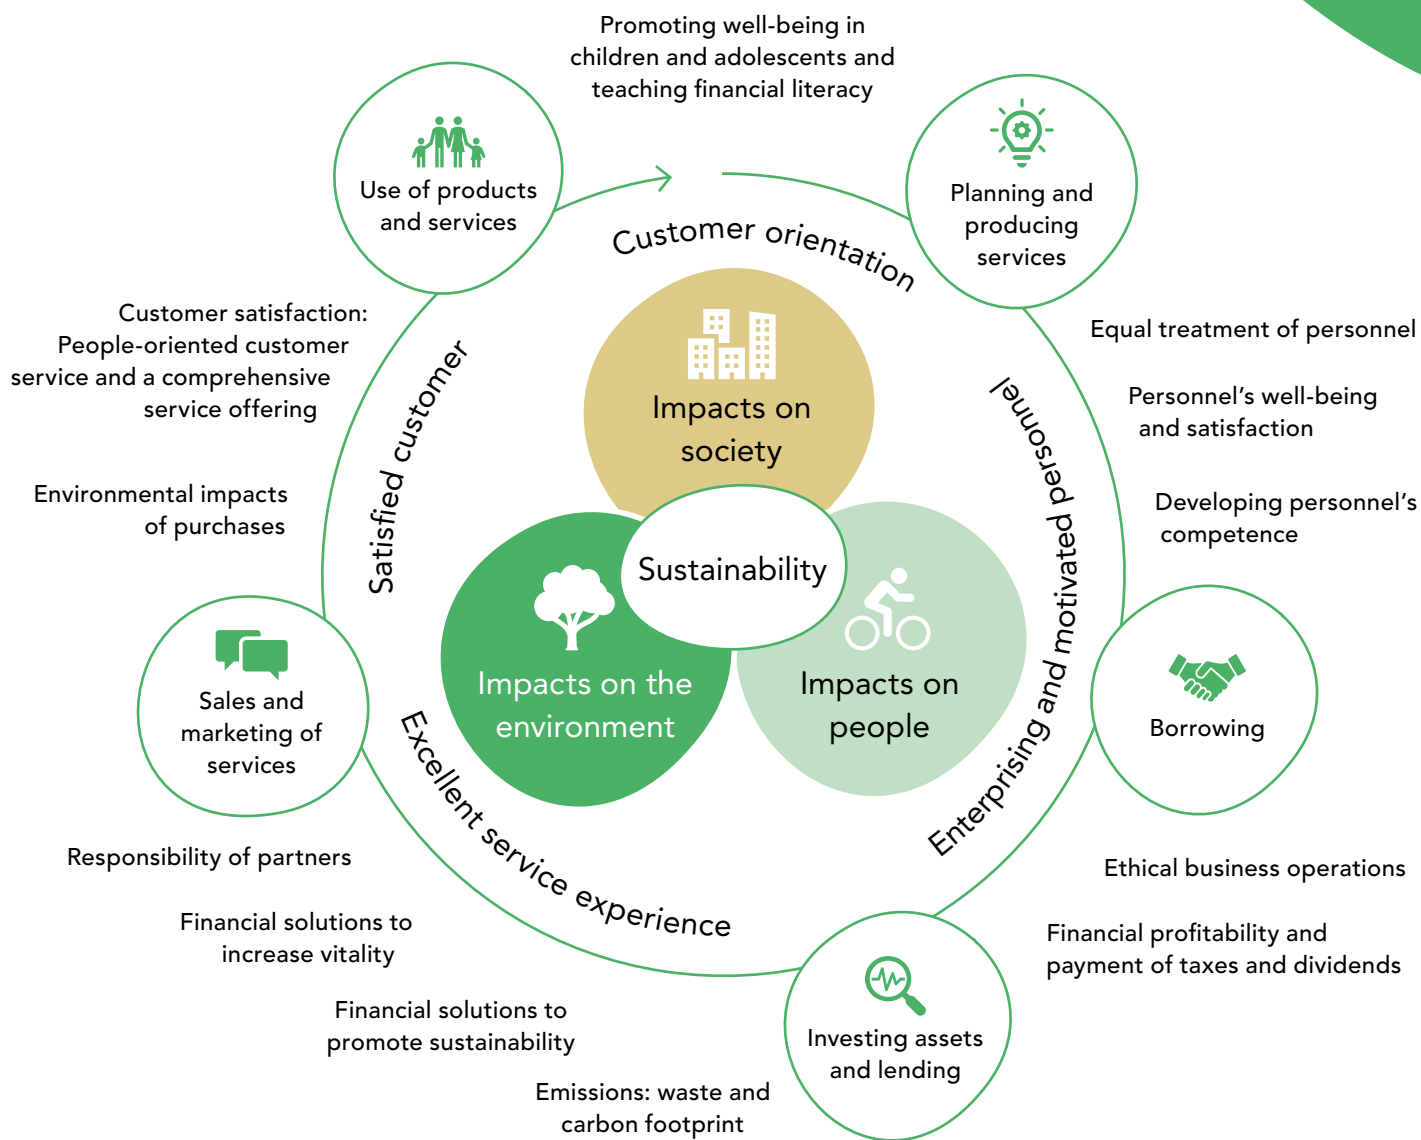 Promoting well-being in
children and adolescents and
teaching financial literacy
Use of products
and services
Planning and
producing
services
Customer orientation
Customer satisfaction:
People-oriented customer
service and a comprehensive
service offering
Equal treatment of personnel
Impacts on
society
Satisfied customer
Enterprising and motivated personnel
Personnel’s well-being
and satisfaction
Environmental impacts
of purchases
Developing personnel’s
competence
Sustainability
Impacts on the
environment
Impacts on
people
Sales and
marketing of
services
Borrowing
Excellent service experience
Responsibility of partners
Ethical business operations
Financial solutions to
increase vitality
Financial profitability and
payment of taxes and dividends
Financial solutions to
promote sustainability
Investing assets
and lending
Emissions: waste and
carbon footprint